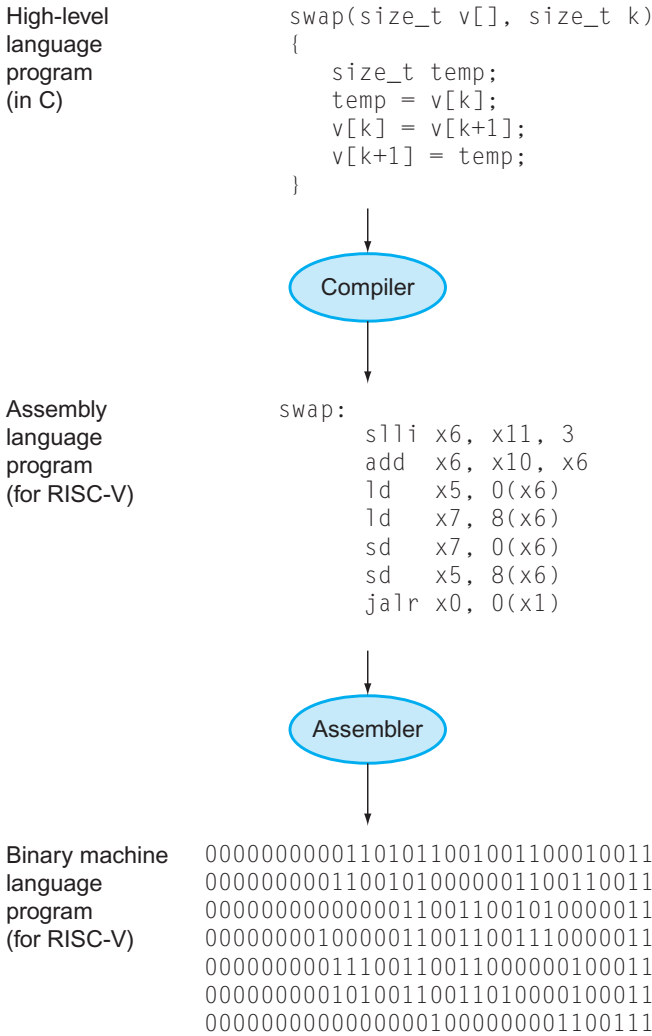 High-level
language
program
(in C)
swap(size_t v[], size_t k)
{
size_t temp;
temp = v[k];
v[k] = v[k+1];
v[k+1] = temp;
}
Compiler
Assembly
language
program
(for RISC-V)
swap:
slli x6, x11, 3
add x6, x10, x6
ld x5, 0(x6)
ld x7, 8(x6)
sd x7, 0(x6)
sd x5, 8(x6)
jalr x0, 0(x1)
Assembler
Binary machine
language
program
(for RISC-V)
00000000001101011001001100010011
00000000011001010000001100110011
00000000000000110011001010000011
00000000100000110011001110000011
00000000011100110011000000100011
00000000010100110011010000100011
00000000000000001000000001100111